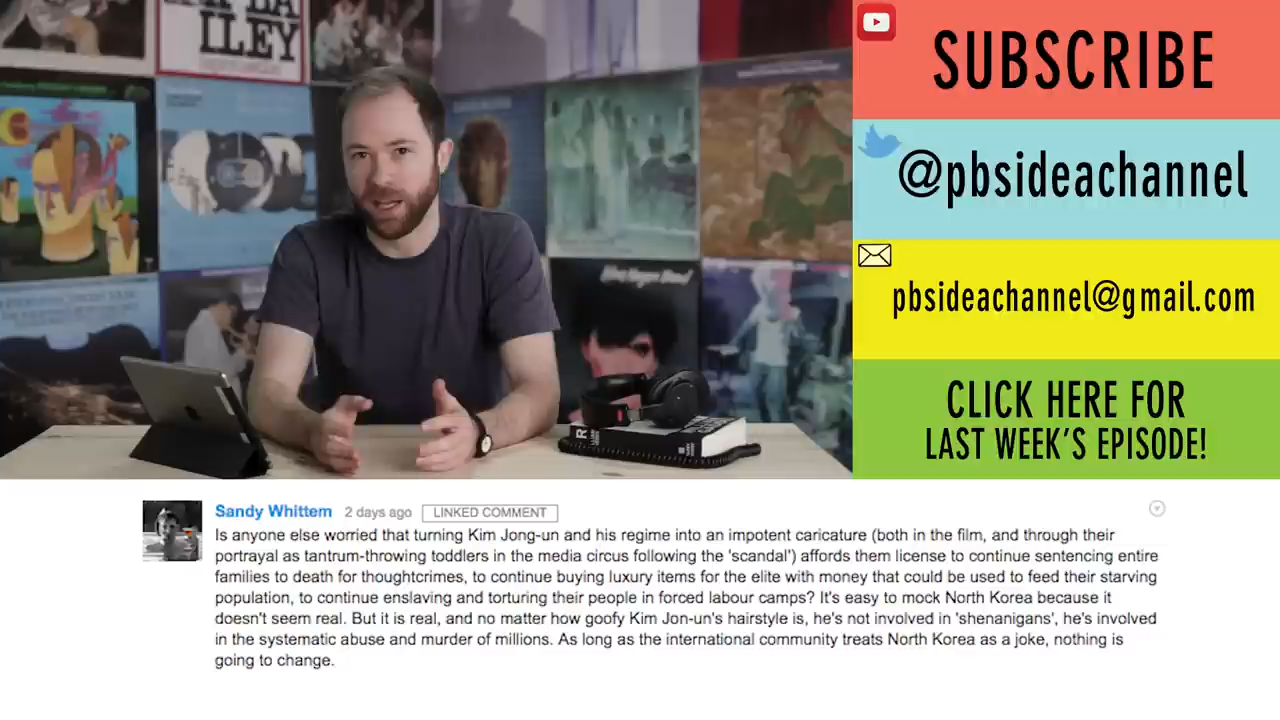 ILEY
SUBSCRIBE
@pbsideachannel
pbsideachannel@gmail.com
CLICK HERE FOR
LAST WEEK'S EPISODE!
Sandy Whittem 2 days ago LINKED COMMENT
Is anyone else worried that turning Kim Jong-un and his regime into an impotent caricature (both in the film, and through their
portrayal as tantrum-throwing toddlers in the media circus following the 'scandal') affords them license to continue sentencing entire
families to death for thoughtcrimes, to continue buying luxury items for the elite with money that could be used to feed their starving
population, to continue enslaving and torturing their people in forced labour camps? It's easy to mock North Korea because it
doesn't seem real. But it is real, and no matter how goofy Kim Jon-un's hairstyle is, he's not involved in 'shenanigans', he's involved
in the systematic abuse and murder of millions. As long as the international community treats North Korea as a joke, nothing is
going to change.